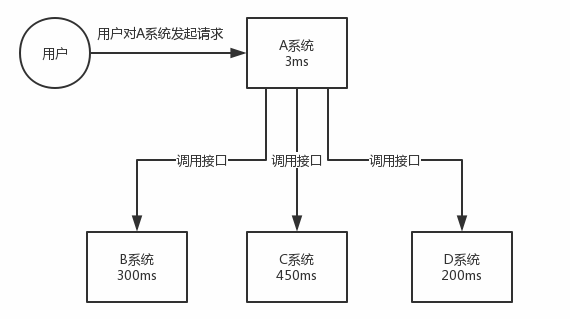 用户对A系统发起请求
用户
A系统
3ms
调用接口
调用接口
调用接口
B系统
300ms
C系统
450ms
D系统
200ms